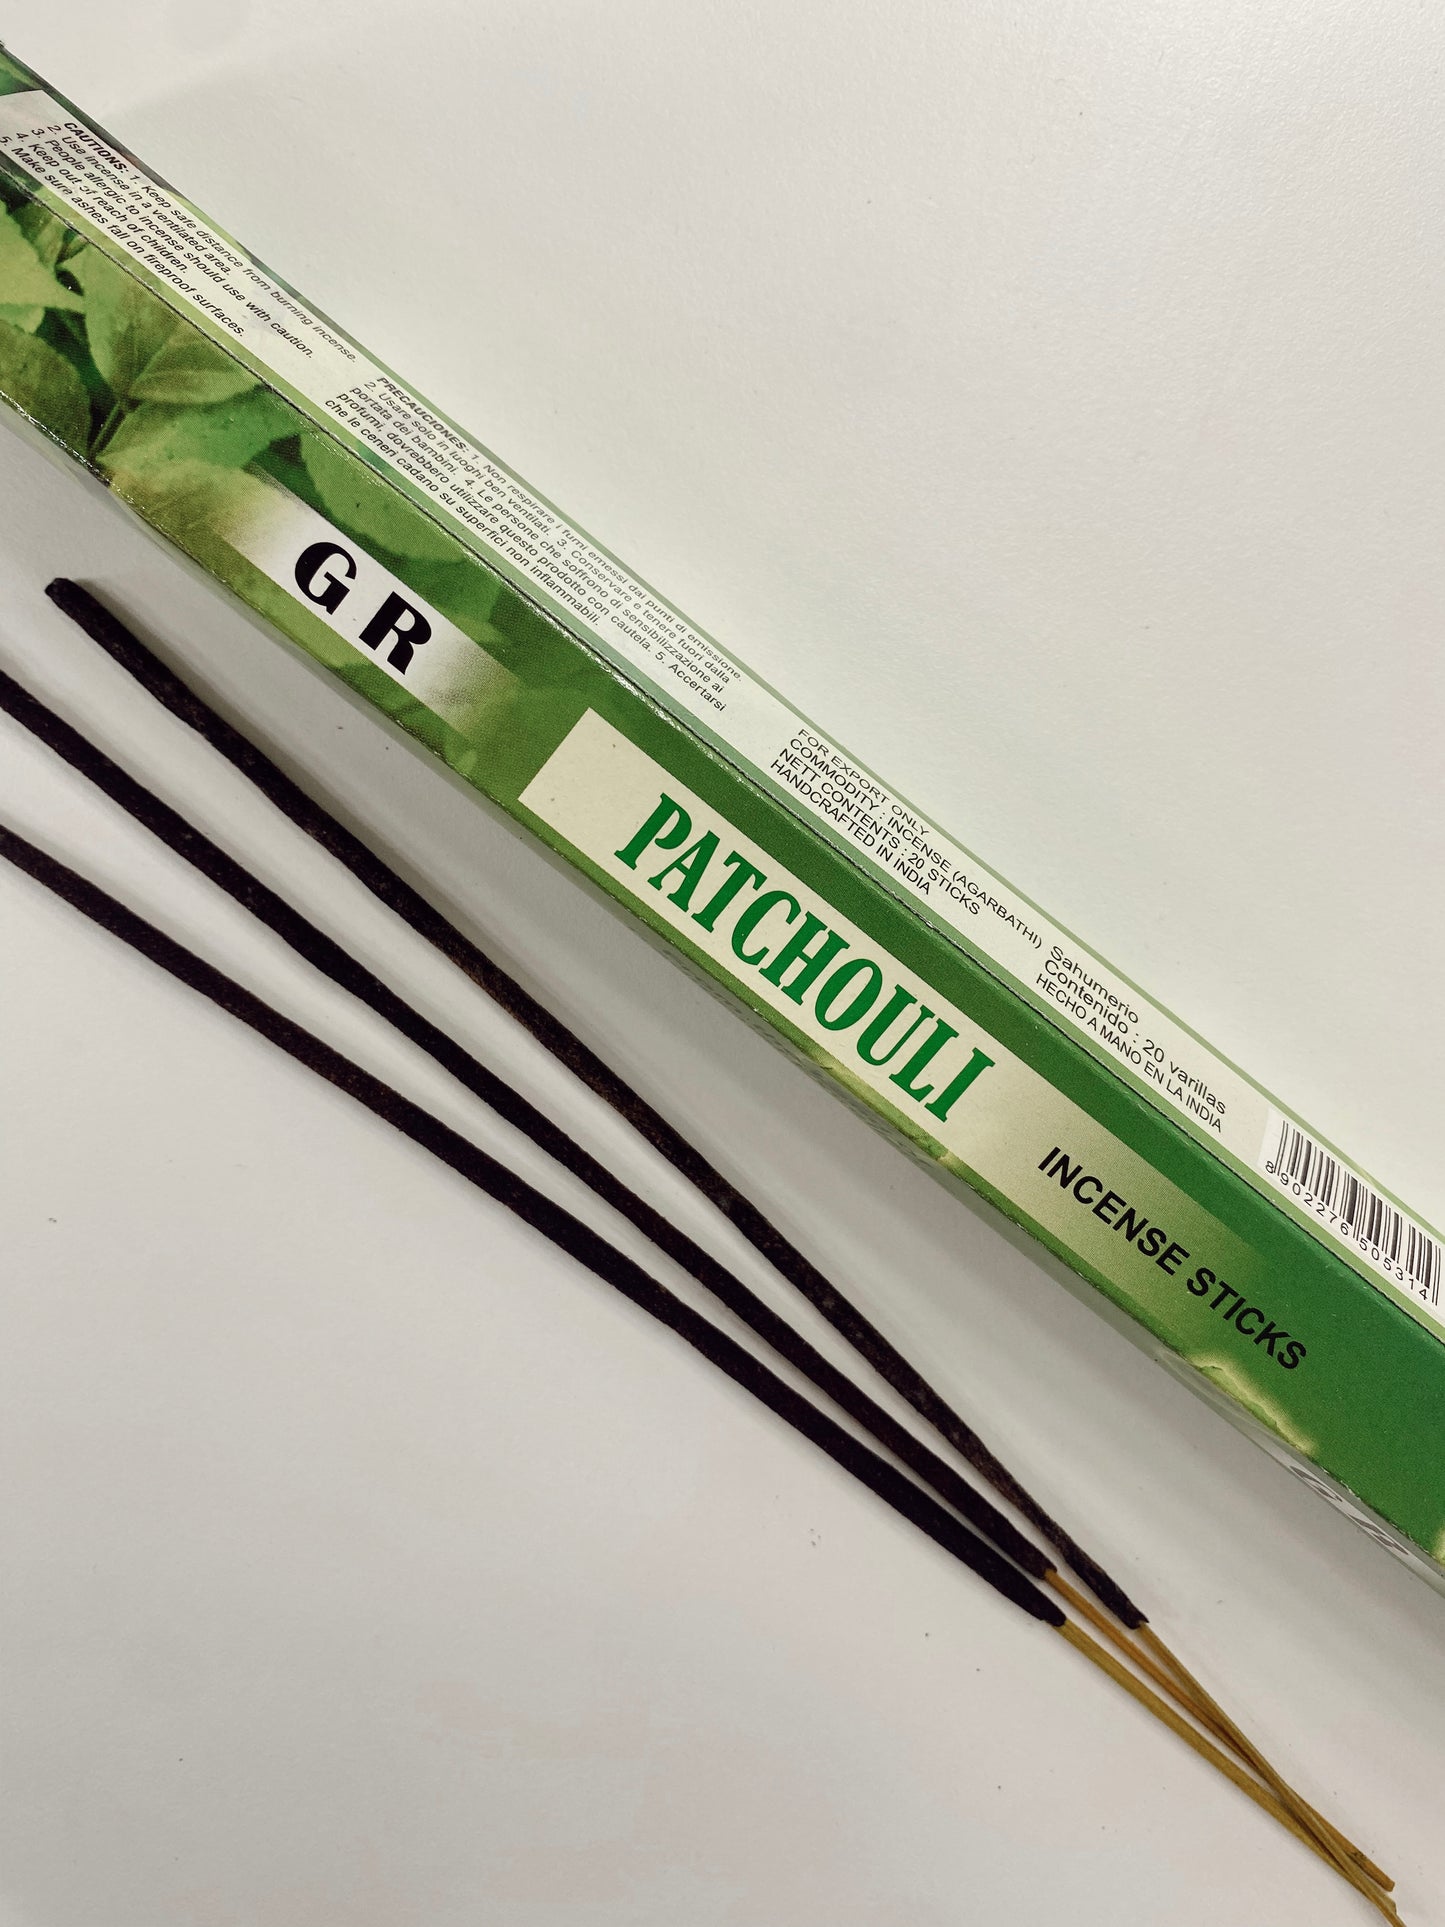 CAUTIONS: 1. Keep safe distance from burning incense.
2. Use incense in a ventilated area.
3. People allergic to incense should use with caution.
4. Keep out of reach of children.
5. Make sure ashes fall on fireproof surfaces.
PRECAUCIONES: 1. Non respirare i fumi emessi dai punti di emissione.
2. Usare solo in luoghi ben ventilati. 3. Conservare e tenere fuori dalla
portata dei bambini. 4. Le persone che soffrono di sensibilizzazione ai
profumi, dovrebbero utilizzare questo prodotto con cautela. 5. Accertarsi
che le ceneri cadano su superfici non infiammabili.
FOR EXPORT ONLY
COMMODITY : INCENSE (AGARBATHI)
NETT CONTENTS : 20 STICKS
HANDCRAFTED IN INDIA
Sahumerio
Contenido : 20 varillas
HECHO A MANO EN LA INDIA
8 902276 505314
G R
PATCHOULI
INCENSE STICKS